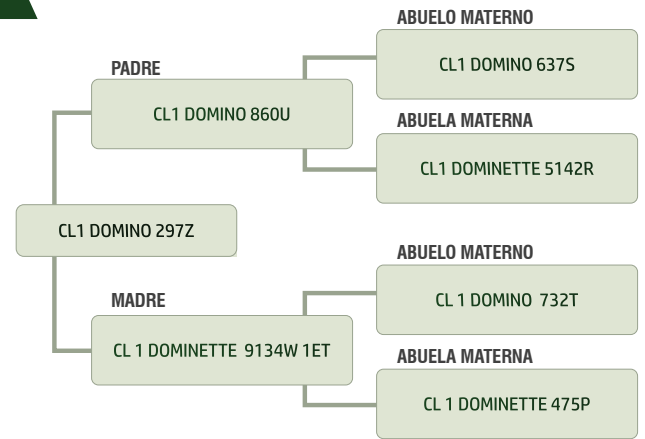 ABUELO MATERNO
CL1 DOMINO 637S
PADRE
CL1 DOMINO 860U
ABUELA MATERNA
CL1 DOMINETTE 5142R
CL1 DOMINO 297Z
ABUELO MATERNO
CL 1 DOMINO 732T
MADRE
CL 1 DOMINETTE 9134W 1ET
ABUELA MATERNA
CL 1 DOMINETTE 475P